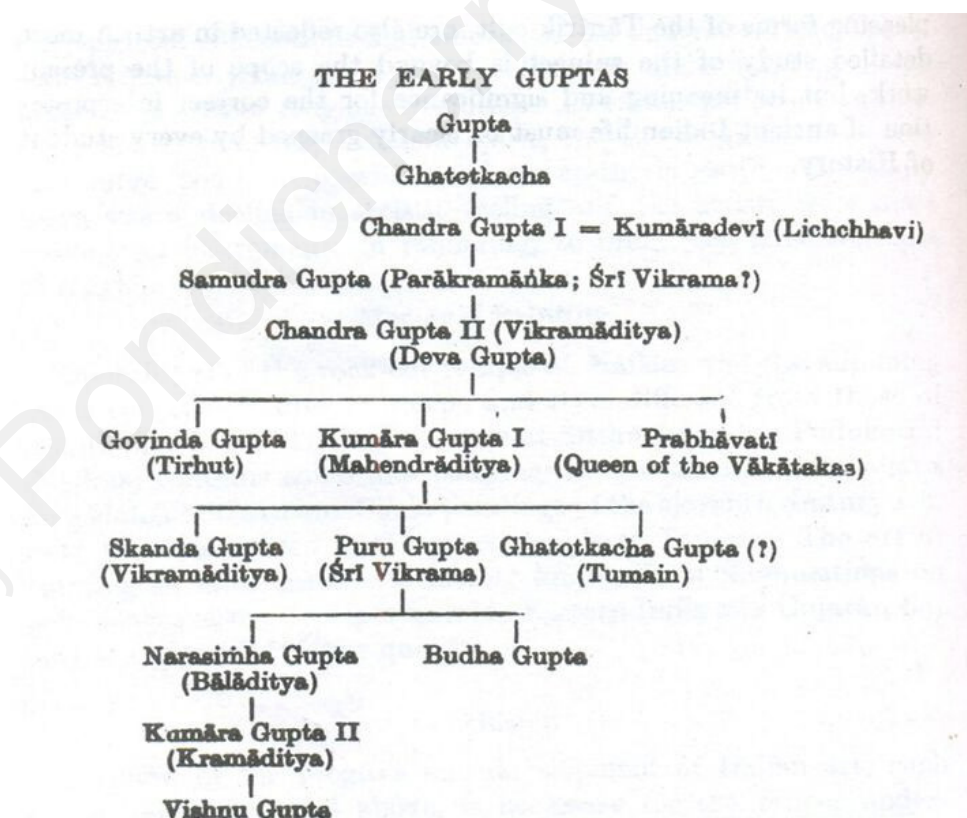 THE EARLY GUPTAS
Gupta
Ghatotkacha
Chandra Gupta I = Kumāradevī (Lichchhavi)
Samudra Gupta (Parākramāṅka; Śrī Vikrama?)
Chandra Gupta II (Vikramāditya)
(Deva Gupta)
Govinda Gupta Kumāra Gupta I Prabhāvatī
(Tirhut) (Mahendrāditya) (Queen of the Vākātakas)
Skanda Gupta Puru Gupta Ghatotkacha Gupta (?)
(Vikramāditya) (Śrī Vikrama) (Tumain)
Narasiṁha Gupta Budha Gupta
(Bālāditya)
Kumāra Gupta II
(Kramāditya)
Vishnu Gupta
Pondicherry